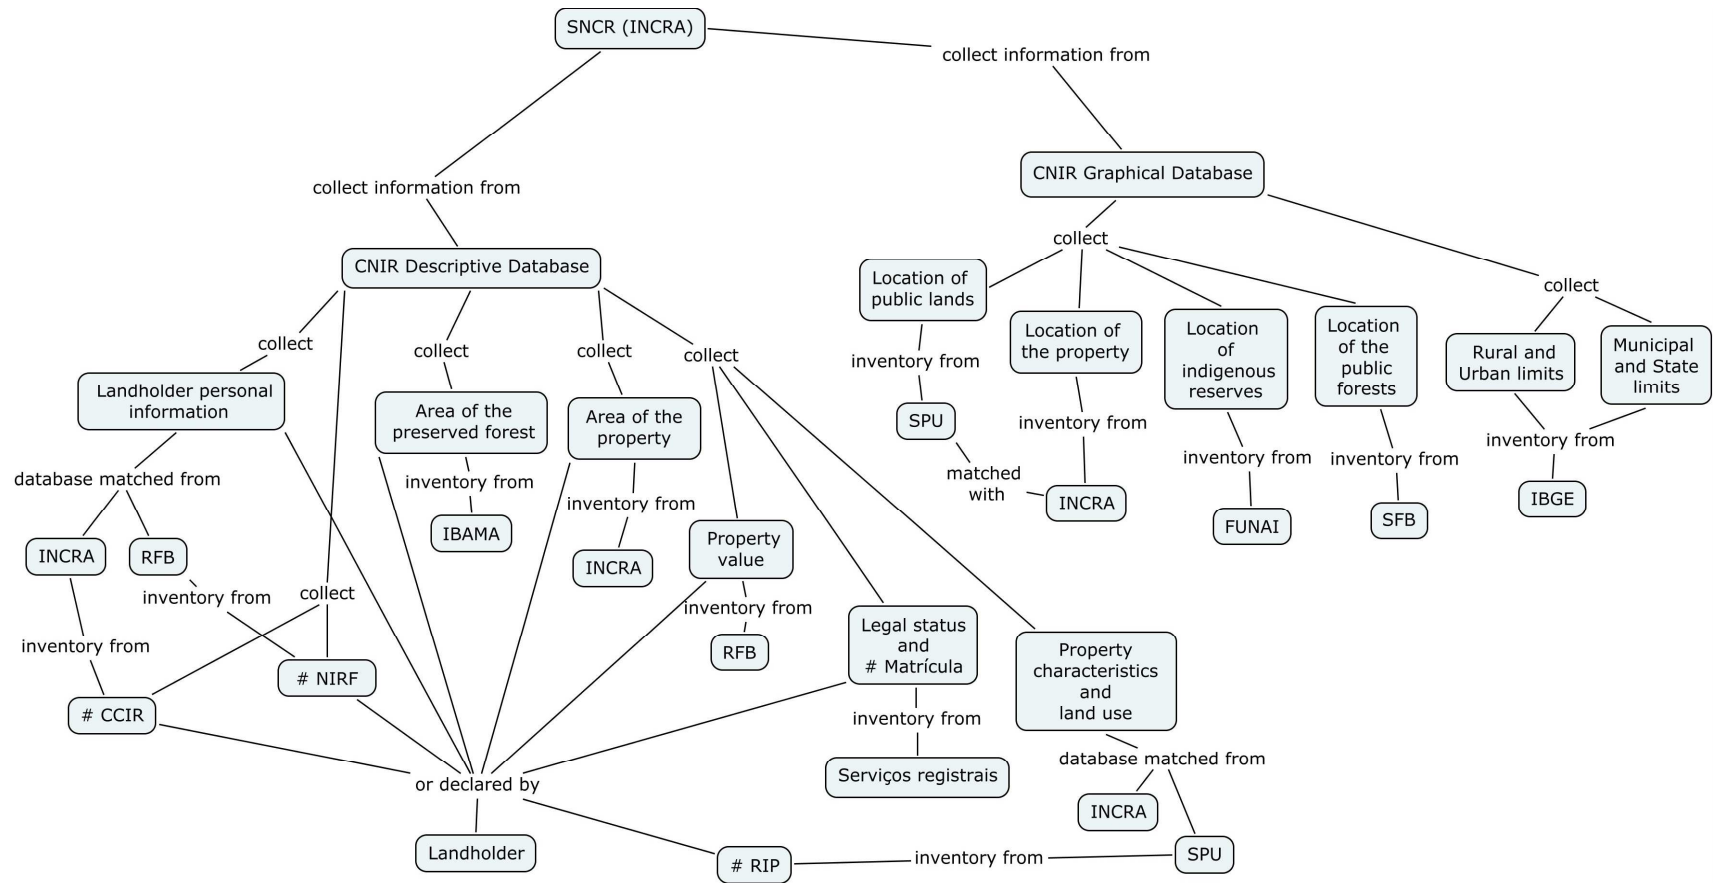 SNCR (INCRA)
collect information from
collect information from
CNIR Graphical Database
collect
CNIR Descriptive Database
collect
Location of
public lands
Location of
the property
Location
of
indigenous
reserves
Location
of the
public
forests
Rural and
Urban limits
Municipal
and State
limits
collect
collect
collect
collect
inventory from
Landholder personal
information
Area of the
preserved forest
Area of the
property
SPU
inventory from
inventory from
inventory from
inventory from
matched
with
INCRA
FUNAI
SFB
IBGE
database matched from
inventory from
inventory from
INCRA
RFB
IBAMA
INCRA
Property
value
inventory from
collect
inventory from
inventory from
RFB
Legal status
and
# Matrícula
Property
characteristics
and
land use
# NIRF
# CCIR
inventory from
Serviços registrais
database matched from
or declared by
INCRA
Landholder
# RIP
inventory from
SPU